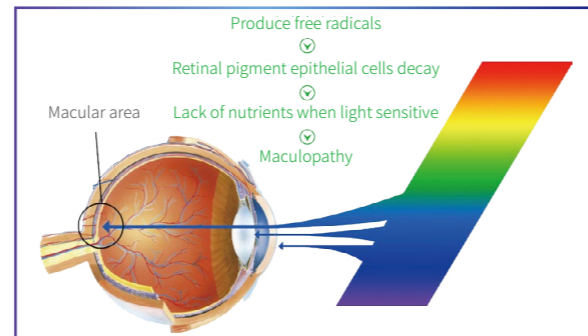 Produce free radicals
Retinal pigment epithelial cells decay
Lack of nutrients when light sensitive
Maculopathy
Macular area